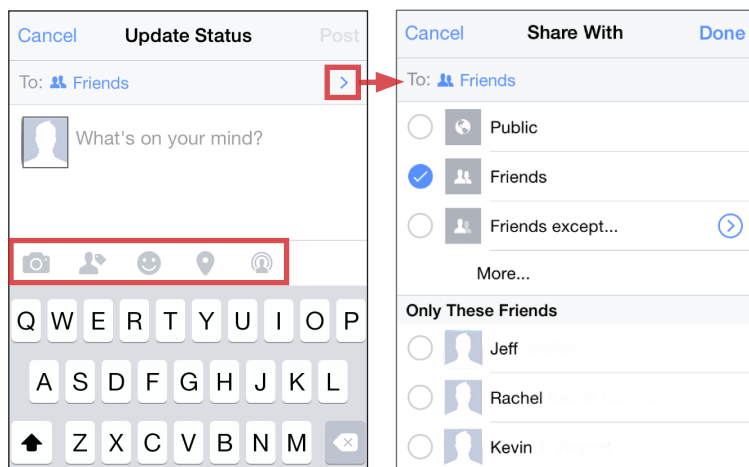 Cancel Update Status Post
To: Friends
What's on your mind?
Q W E R T Y U I O P
A S D F G H J K L
Z X C V B N M
Cancel Share With Done
To: Friends
Public
Friends
Friends except...
More...
Only These Friends
Jeff
Rachel
Kevin